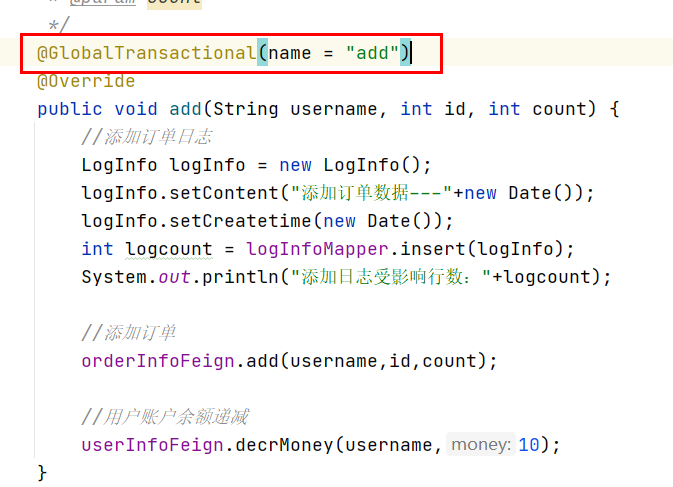 */
@GlobalTransactional(name = "add")
@Override
public void add(String username, int id, int count) {
//添加订单日志
LogInfo logInfo = new LogInfo();
logInfo.setContent("添加订单数据---"+new Date());
logInfo.setCreatetime(new Date());
int logcount = logInfoMapper.insert(logInfo);
System.out.println("添加日志受影响行数："+logcount);
//添加订单
orderInfoFeign.add(username,id,count);
//用户账户余额递减
userInfoFeign.decrMoney(username, money: 10);
}